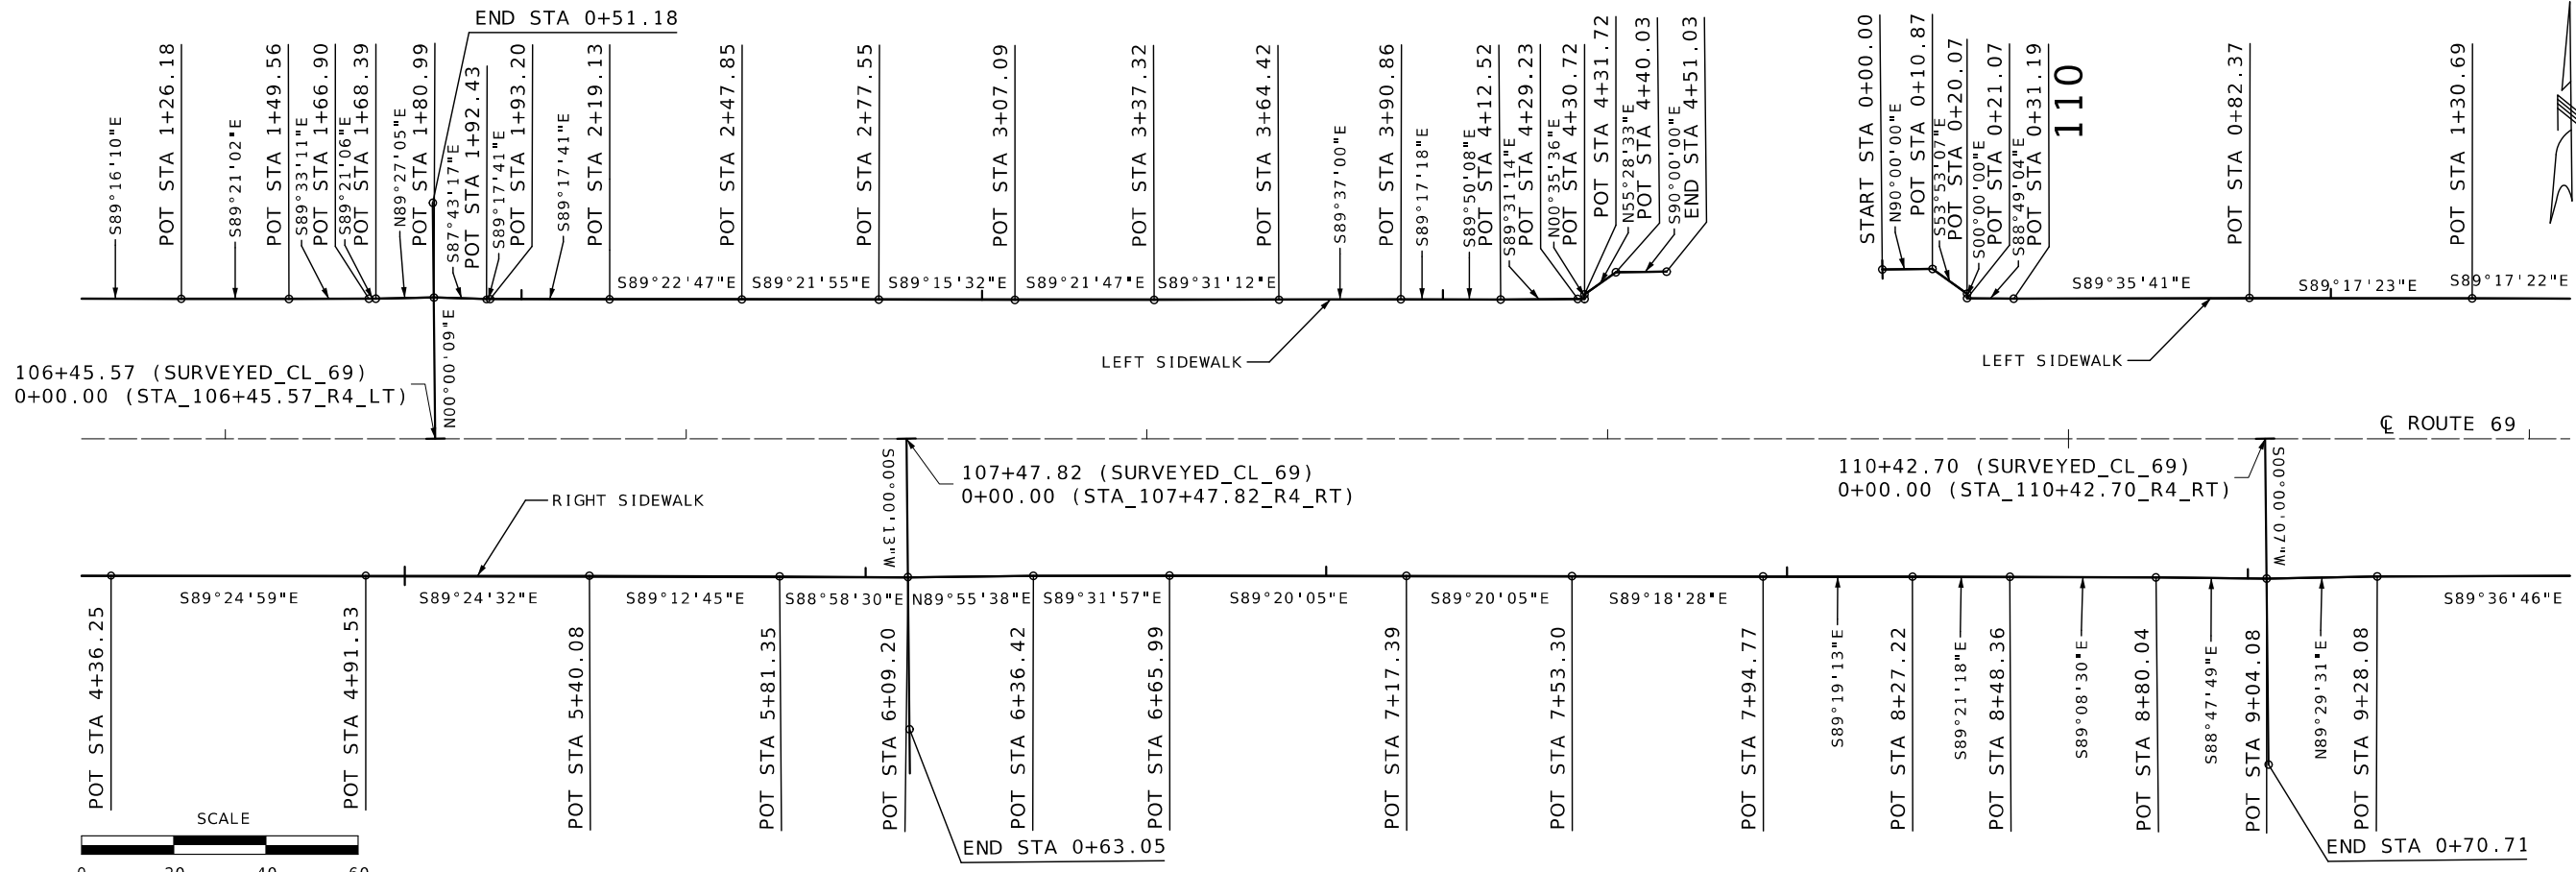 END STA 0+51.18
S89°16'10"E
POT STA 1+26.18
S89°21'02"E
POT STA 1+49.56
S89°33'11"E
POT STA 1+66.90
S89°21'06"E
POT STA 1+68.39
N89°27'05"E
POT STA 1+80.99
S87°43'17"E
POT STA 1+92.43
S89°17'41"E
POT STA 1+93.20
S89°17'41"E
POT STA 2+19.13
POT STA 2+47.85
POT STA 2+77.55
POT STA 3+07.09
POT STA 3+37.32
POT STA 3+64.42
S89°37'00"E
POT STA 3+90.86
S89°17'18"E
S89°50'08"E
POT STA 4+12.52
S89°31'14"E
POT STA 4+29.23
N00°35'36"E
POT STA 4+30.72
POT STA 4+31.72
N55°28'33"E
POT STA 4+40.03
S90°00'00"E
END STA 4+51.03
START STA 0+00.00
N90°00'00"E
POT STA 0+10.87
S53°53'07"E
POT STA 0+20.07
S00°00'00"E
POT STA 0+21.07
S88°49'04"E
POT STA 0+31.19
110
POT STA 0+82.37
POT STA 1+30.69
S89°22'47"E
S89°21'55"E
S89°15'32"E
S89°21'47"E
S89°31'12"E
S89°35'41"E
S89°17'23"E
S89°17'22"E
N00°00'09"E
LEFT SIDEWALK
LEFT SIDEWALK
106+45.57 (SURVEYED_CL_69)
0+00.00 (STA_106+45.57_R4_LT)
℄ ROUTE 69
S00°00'13"W
107+47.82 (SURVEYED_CL_69)
0+00.00 (STA_107+47.82_R4_RT)
110+42.70 (SURVEYED_CL_69)
0+00.00 (STA_110+42.70_R4_RT)
S00°00'07"W
RIGHT SIDEWALK
S89°24'59"E
S89°24'32"E
S89°12'45"E
S88°58'30"E
N89°55'38"E
S89°31'57"E
S89°20'05"E
S89°20'05"E
S89°18'28"E
S89°36'46"E
POT STA 4+36.25
POT STA 4+91.53
POT STA 5+40.08
POT STA 5+81.35
POT STA 6+09.20
POT STA 6+36.42
POT STA 6+65.99
POT STA 7+17.39
POT STA 7+53.30
POT STA 7+94.77
S89°19'13"E
POT STA 8+27.22
S89°21'18"E
POT STA 8+48.36
S89°08'30"E
POT STA 8+80.04
S88°47'49"E
POT STA 9+04.08
N89°29'31"E
POT STA 9+28.08
END STA 0+63.05
END STA 0+70.71
SCALE
0 20 40 60